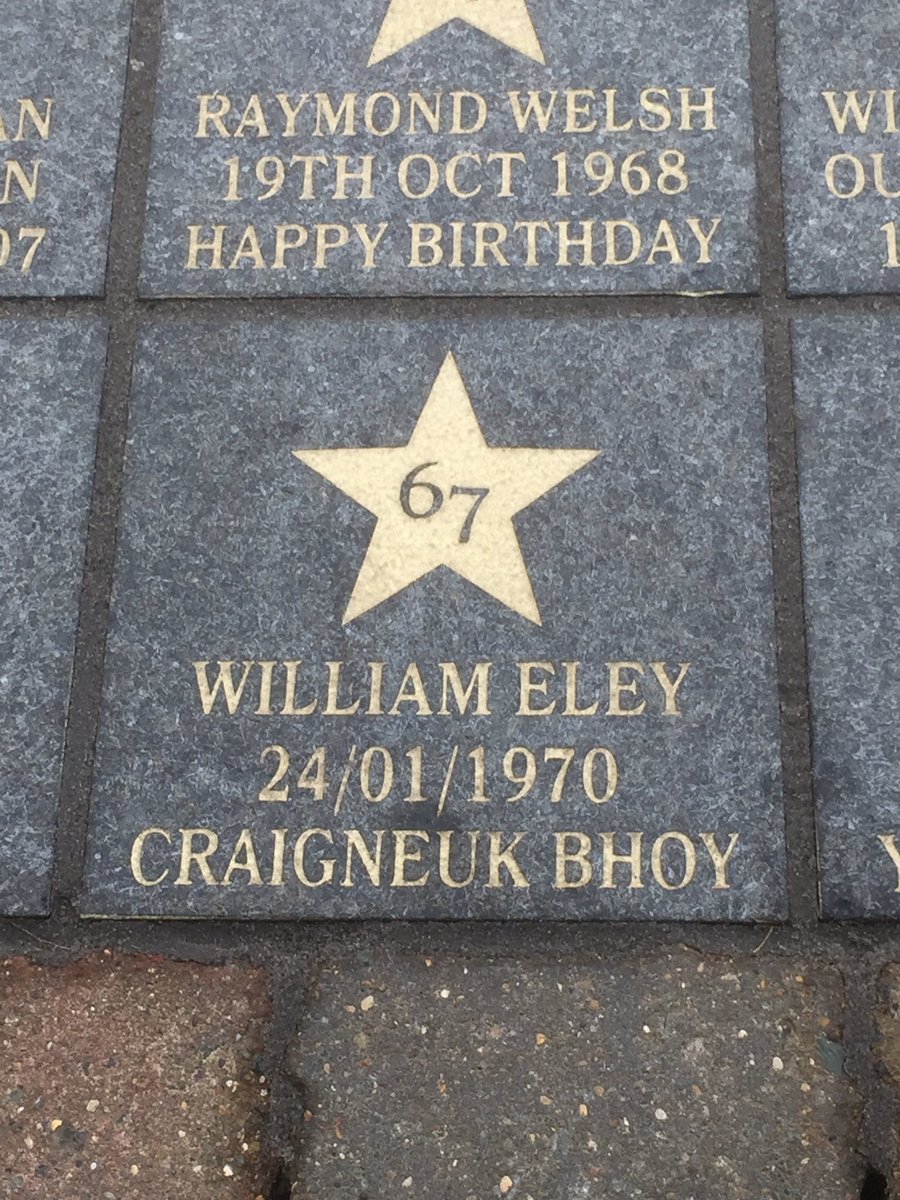 RAYMOND WELSH
19TH OCT 1968
HAPPY BIRTHDAY
67
WILLIAM ELEY
24/01/1970
CRAIGNEUK BHOY